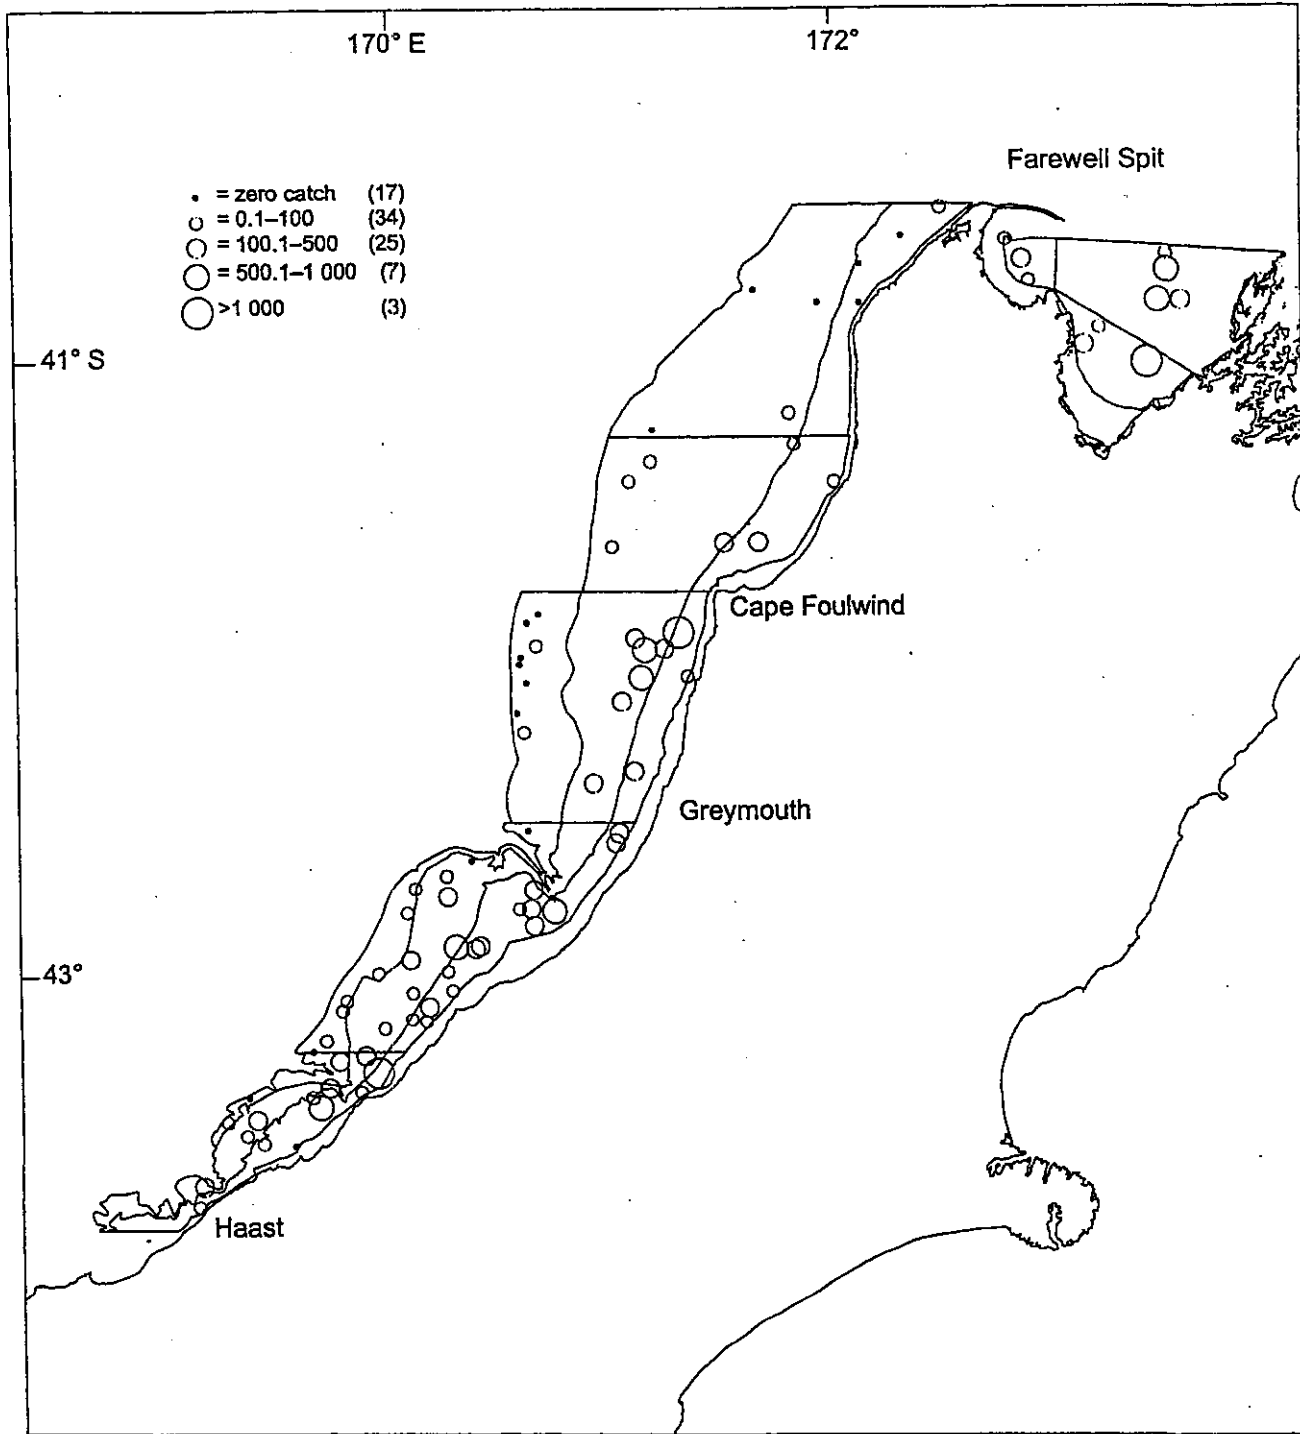 170° E
172°
Farewell Spit
• = zero catch (17)
○ = 0.1–100 (34)
○ = 100.1–500 (25)
○ = 500.1–1 000 (7)
○ >1 000 (3)
41° S
Cape Foulwind
Greymouth
43°
Haast